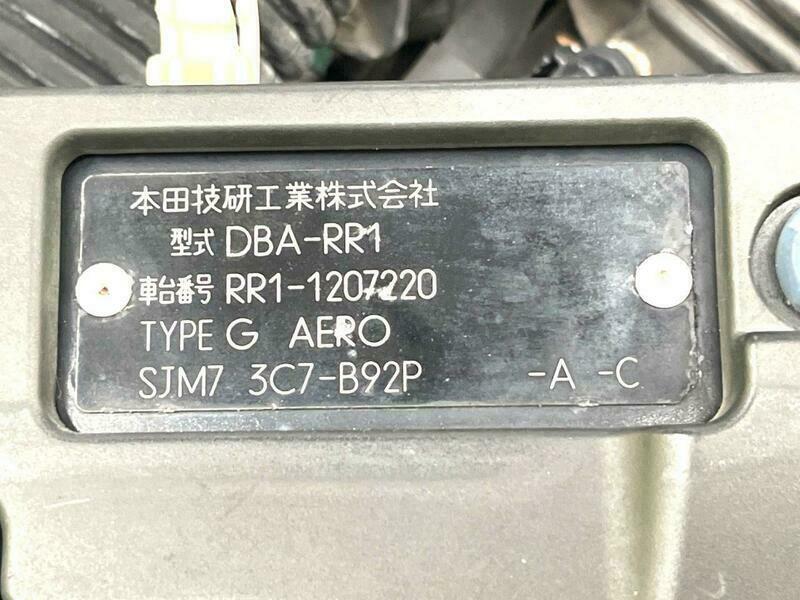 本田技研工業株式会社
型式 DBA-RR1
車台番号 RR1-1207220
TYPE G AERO
SJM7 3C7-B92P -A -C